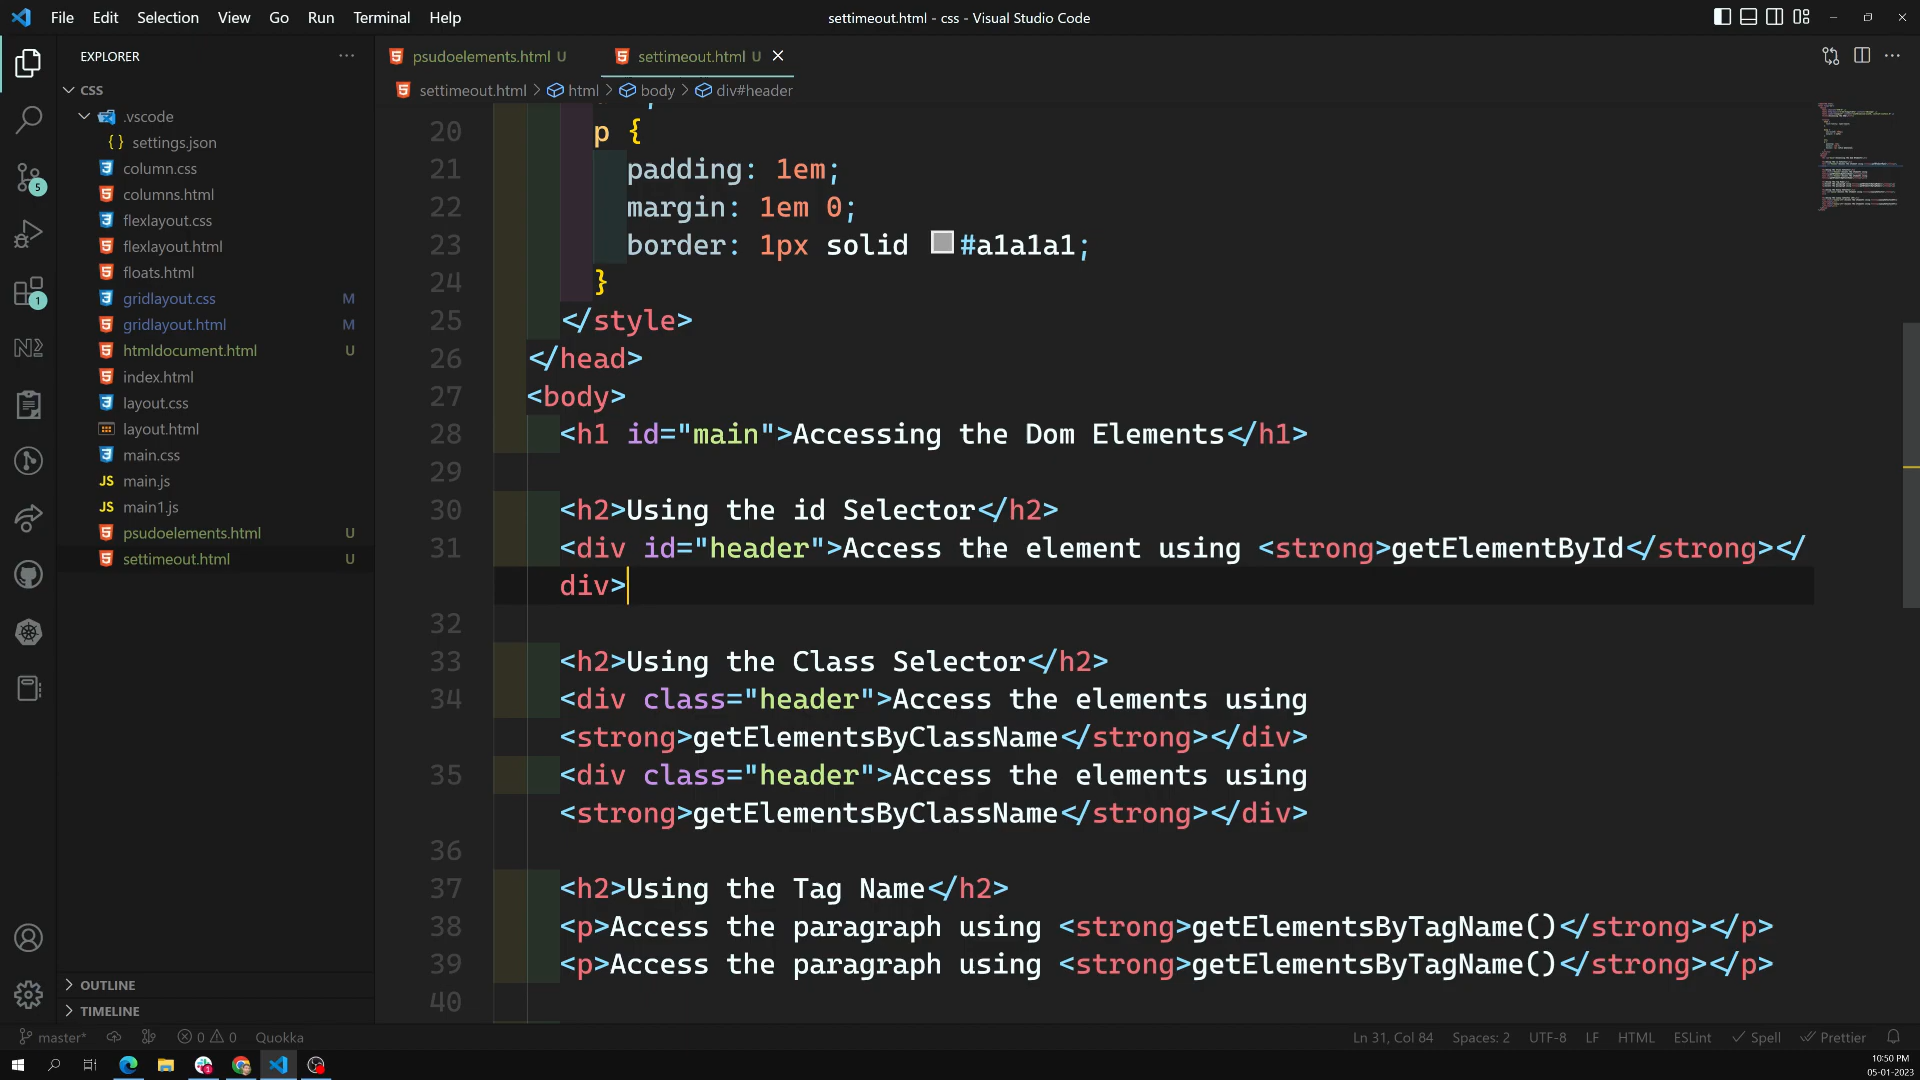 File Edit Selection View Go Run Terminal Help
settimeout.html - css - Visual Studio Code
EXPLORER
psudoelements.html U
settimeout.html U
settimeout.html > html > body > div#header
CSS
.vscode
{ } settings.json
column.css
columns.html
flexlayout.css
flexlayout.html
floats.html
gridlayout.css M
gridlayout.html M
htmldocument.html U
index.html
layout.css
layout.html
main.css
JS main.js
JS main1.js
psudoelements.html U
settimeout.html U
OUTLINE
TIMELINE
5
1
20 p {
21 padding: 1em;
22 margin: 1em 0;
23 border: 1px solid #a1a1a1;
24 }
25 </style>
26 </head>
27 <body>
28 <h1 id="main">Accessing the Dom Elements</h1>
29
30 <h2>Using the id Selector</h2>
31 <div id="header">Access the element using <strong>getElementById</strong></
div>
32
33 <h2>Using the Class Selector</h2>
34 <div class="header">Access the elements using
<strong>getElementsByClassName</strong></div>
35 <div class="header">Access the elements using
<strong>getElementsByClassName</strong></div>
36
37 <h2>Using the Tag Name</h2>
38 <p>Access the paragraph using <strong>getElementsByTagName()</strong></p>
39 <p>Access the paragraph using <strong>getElementsByTagName()</strong></p>
40
master* 0 0 Quokka
Ln 31, Col 84 Spaces: 2 UTF-8 LF HTML ESLint Spell Prettier
10:50 PM
05-01-2023